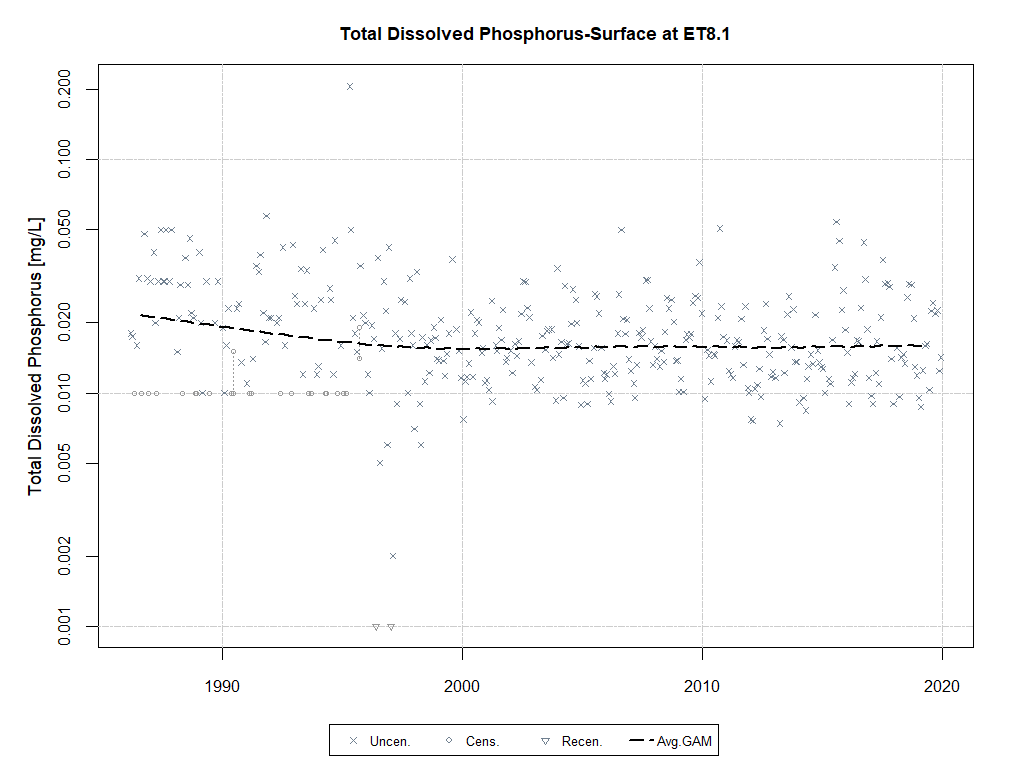 Total Dissolved Phosphorus-Surface at ET8.1
Total Dissolved Phosphorus [mg/L]
0.200
0.100
0.050
0.020
0.010
0.005
0.002
0.001
1990
2000
2010
2020
Uncen.
Cens.
Recen.
Avg.GAM